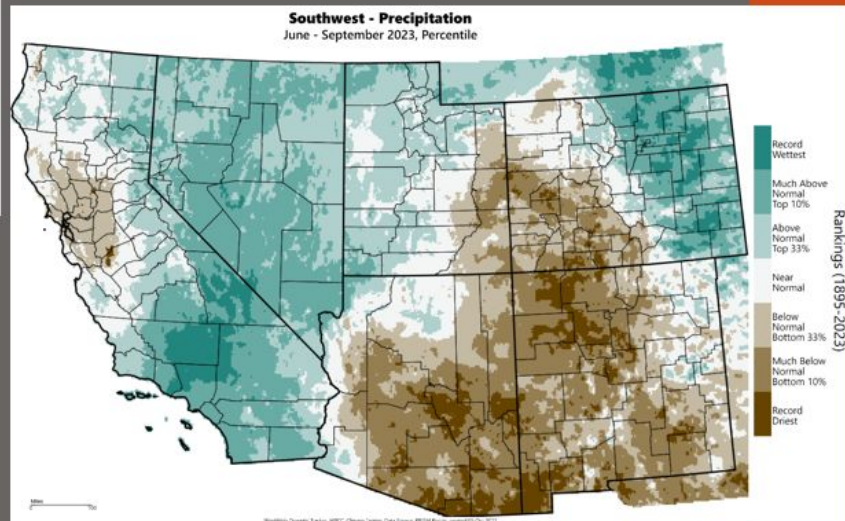 Southwest - Precipitation
June - September 2023, Percentile
Record
Wettest
Much Above
Normal
Top 10%
Above
Normal
Top 33%
Near
Normal
Below
Normal
Bottom 33%
Much Below
Normal
Bottom 10%
Record
Driest
Rankings (1895-2023)
Miles